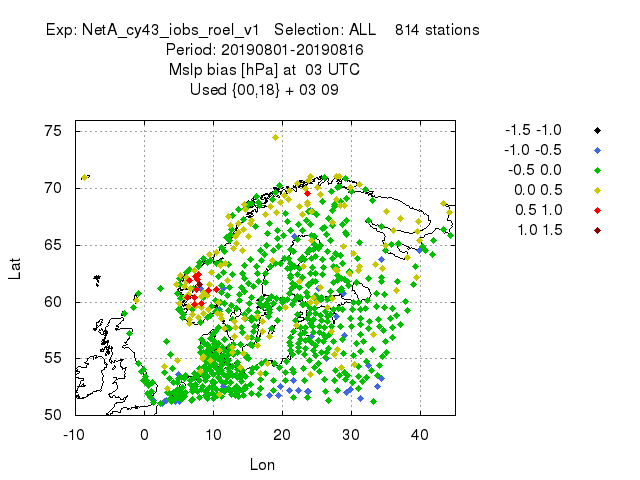 Exp: NetA_cy43_iobs_roel_v1   Selection: ALL    814 stations
Period: 20190801-20190816
Mslp bias [hPa] at  03 UTC
Used {00,18} + 03 09
75
70
65
60
55
50
Lat
-10 0 10 20 30 40
Lon
-1.5 -1.0
-1.0 -0.5
-0.5 0.0
0.0 0.5
0.5 1.0
1.0 1.5